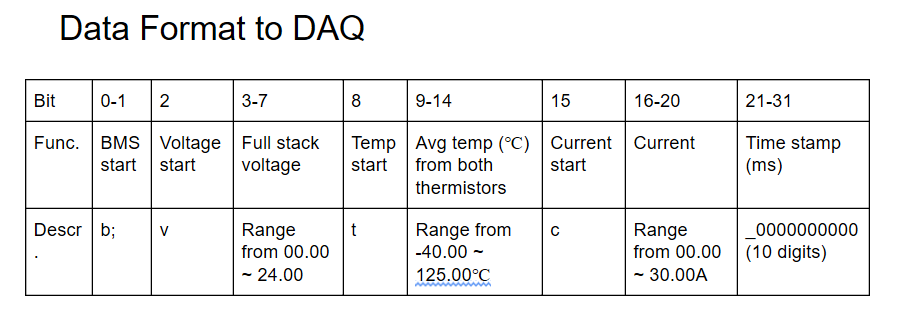 Data Format to DAQ
Bit 0-1 2 3-7 8 9-14 15 16-20 21-31
Func. BMS start Voltage start Full stack voltage Temp start Avg temp (℃) from both thermistors Current start Current Time stamp (ms)
Descr. b; v Range from 00.00 ~ 24.00 t Range from -40.00 ~ 125.00℃ c Range from 00.00 ~ 30.00A _0000000000 (10 digits)